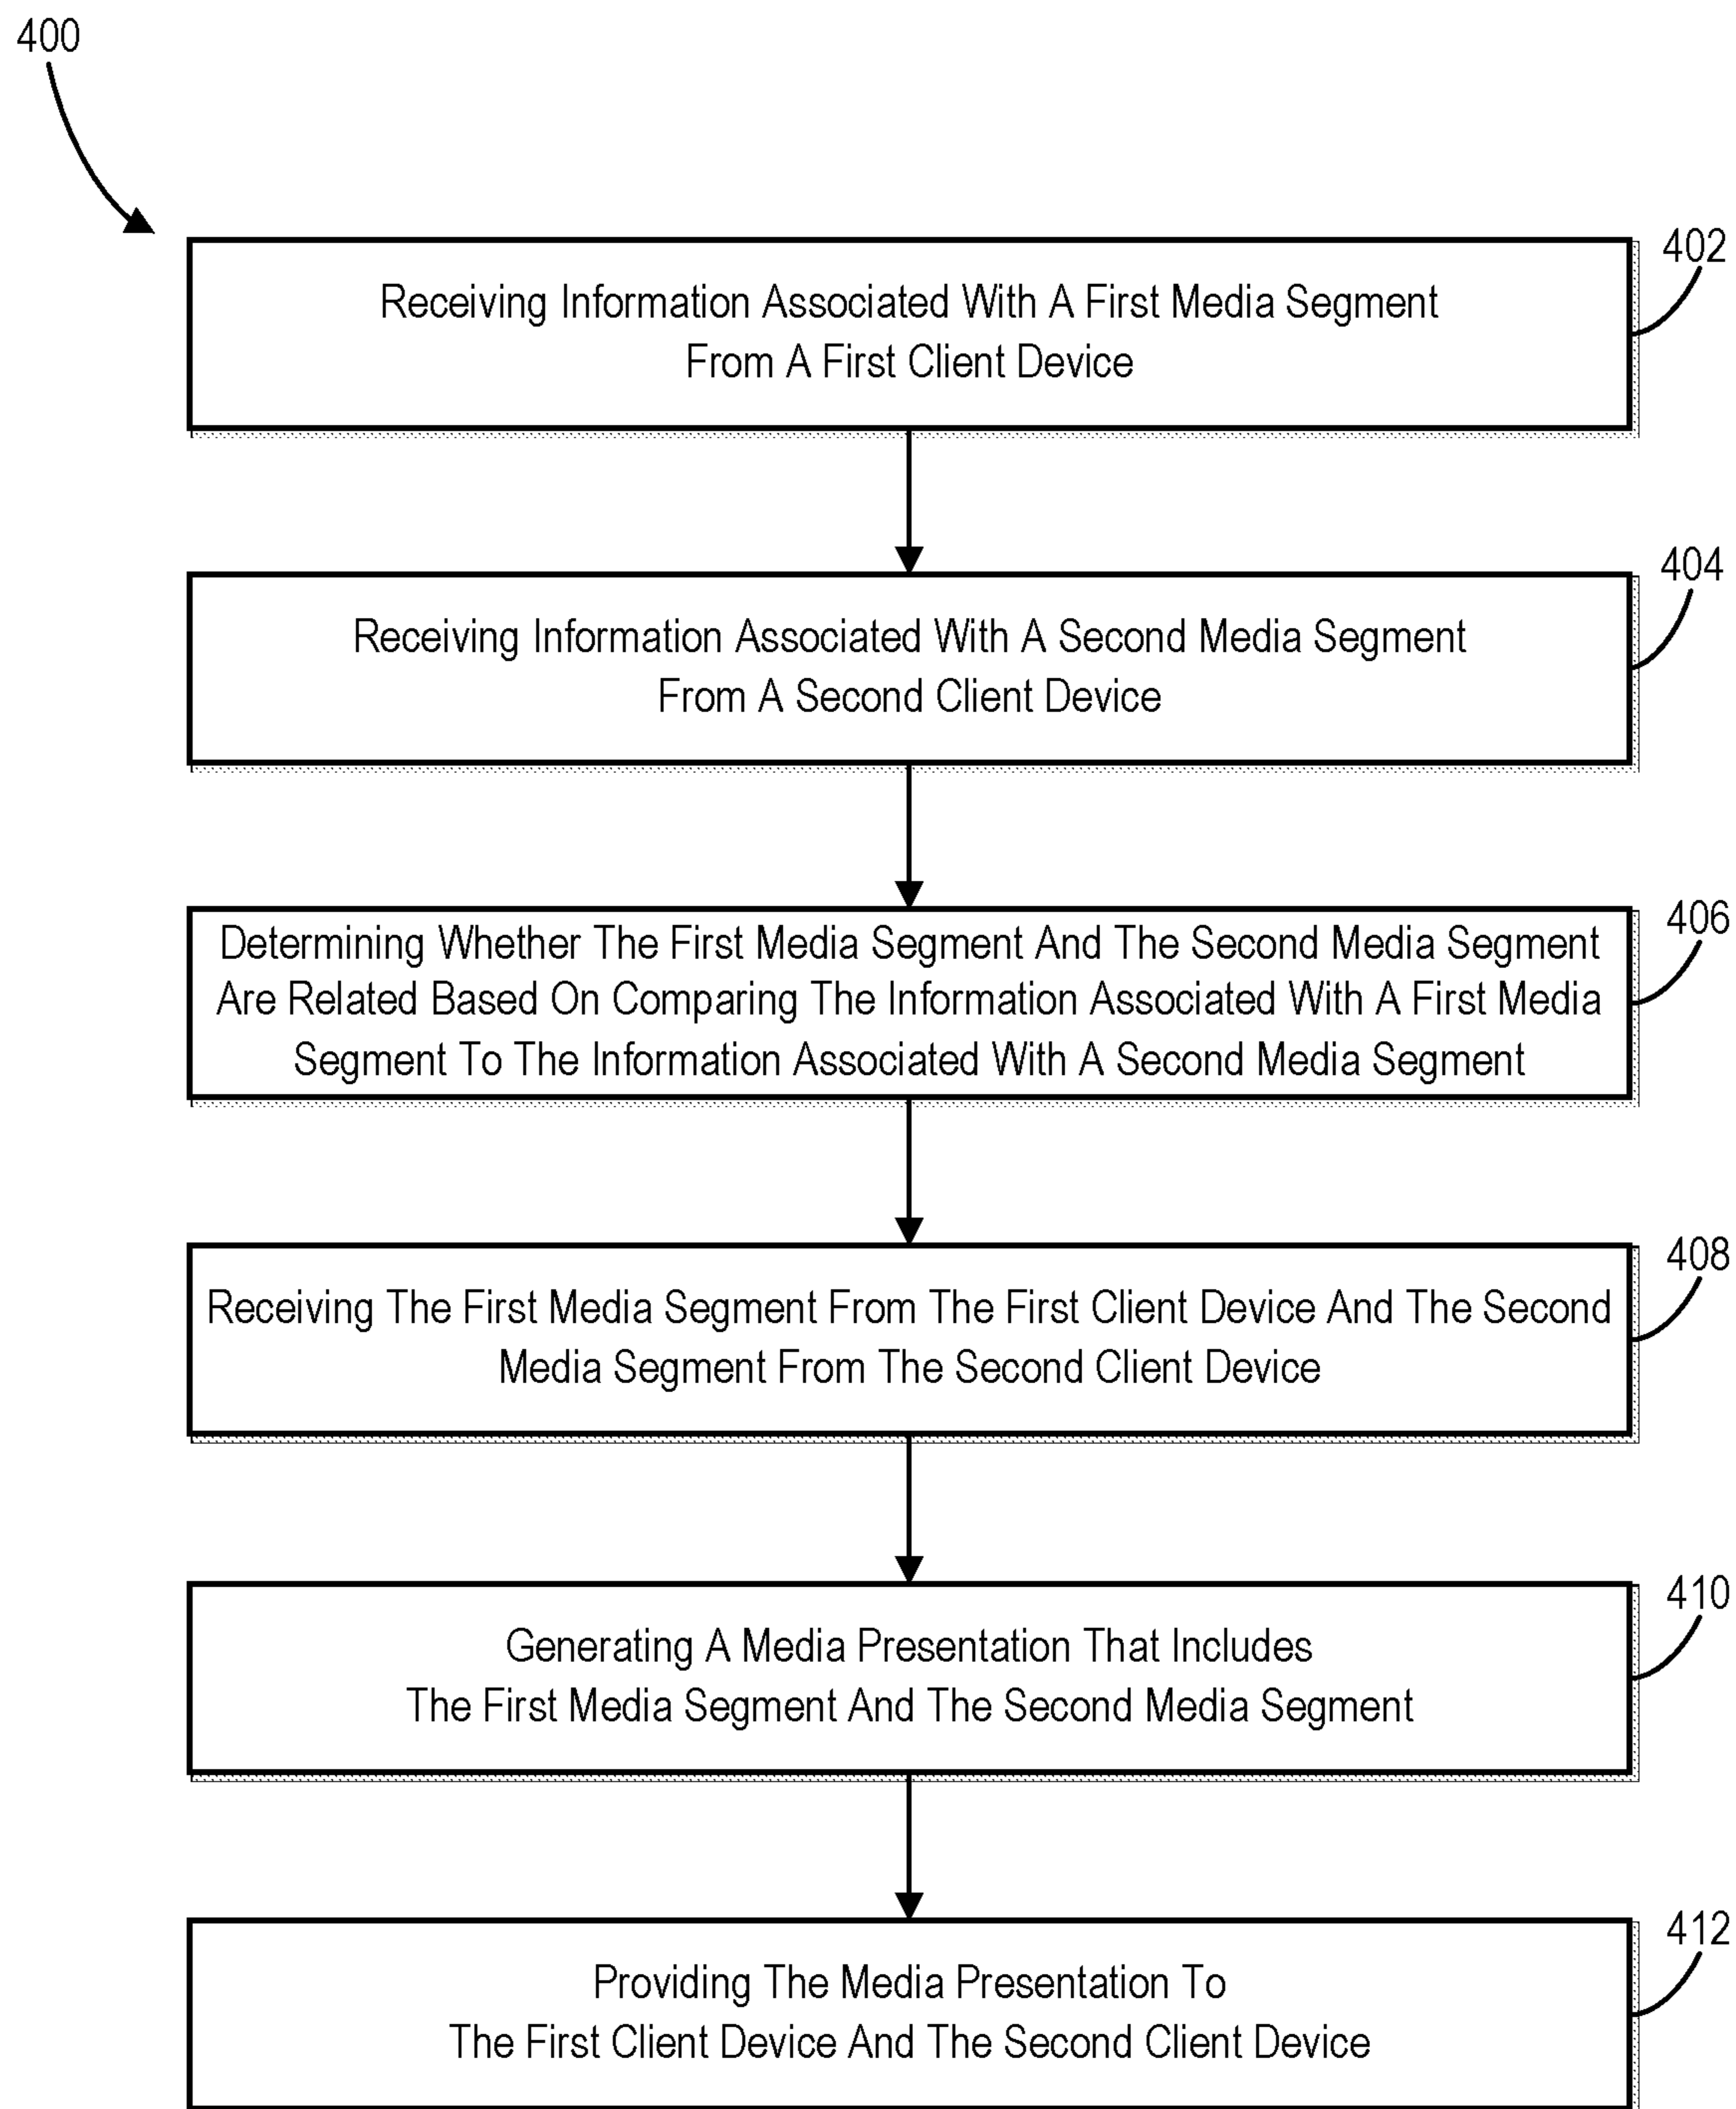 400
402
Receiving Information Associated With A First Media Segment
From A First Client Device
404
Receiving Information Associated With A Second Media Segment
From A Second Client Device
406
Determining Whether The First Media Segment And The Second Media Segment
Are Related Based On Comparing The Information Associated With A First Media
Segment To The Information Associated With A Second Media Segment
408
Receiving The First Media Segment From The First Client Device And The Second
Media Segment From The Second Client Device
410
Generating A Media Presentation That Includes
The First Media Segment And The Second Media Segment
412
Providing The Media Presentation To
The First Client Device And The Second Client Device